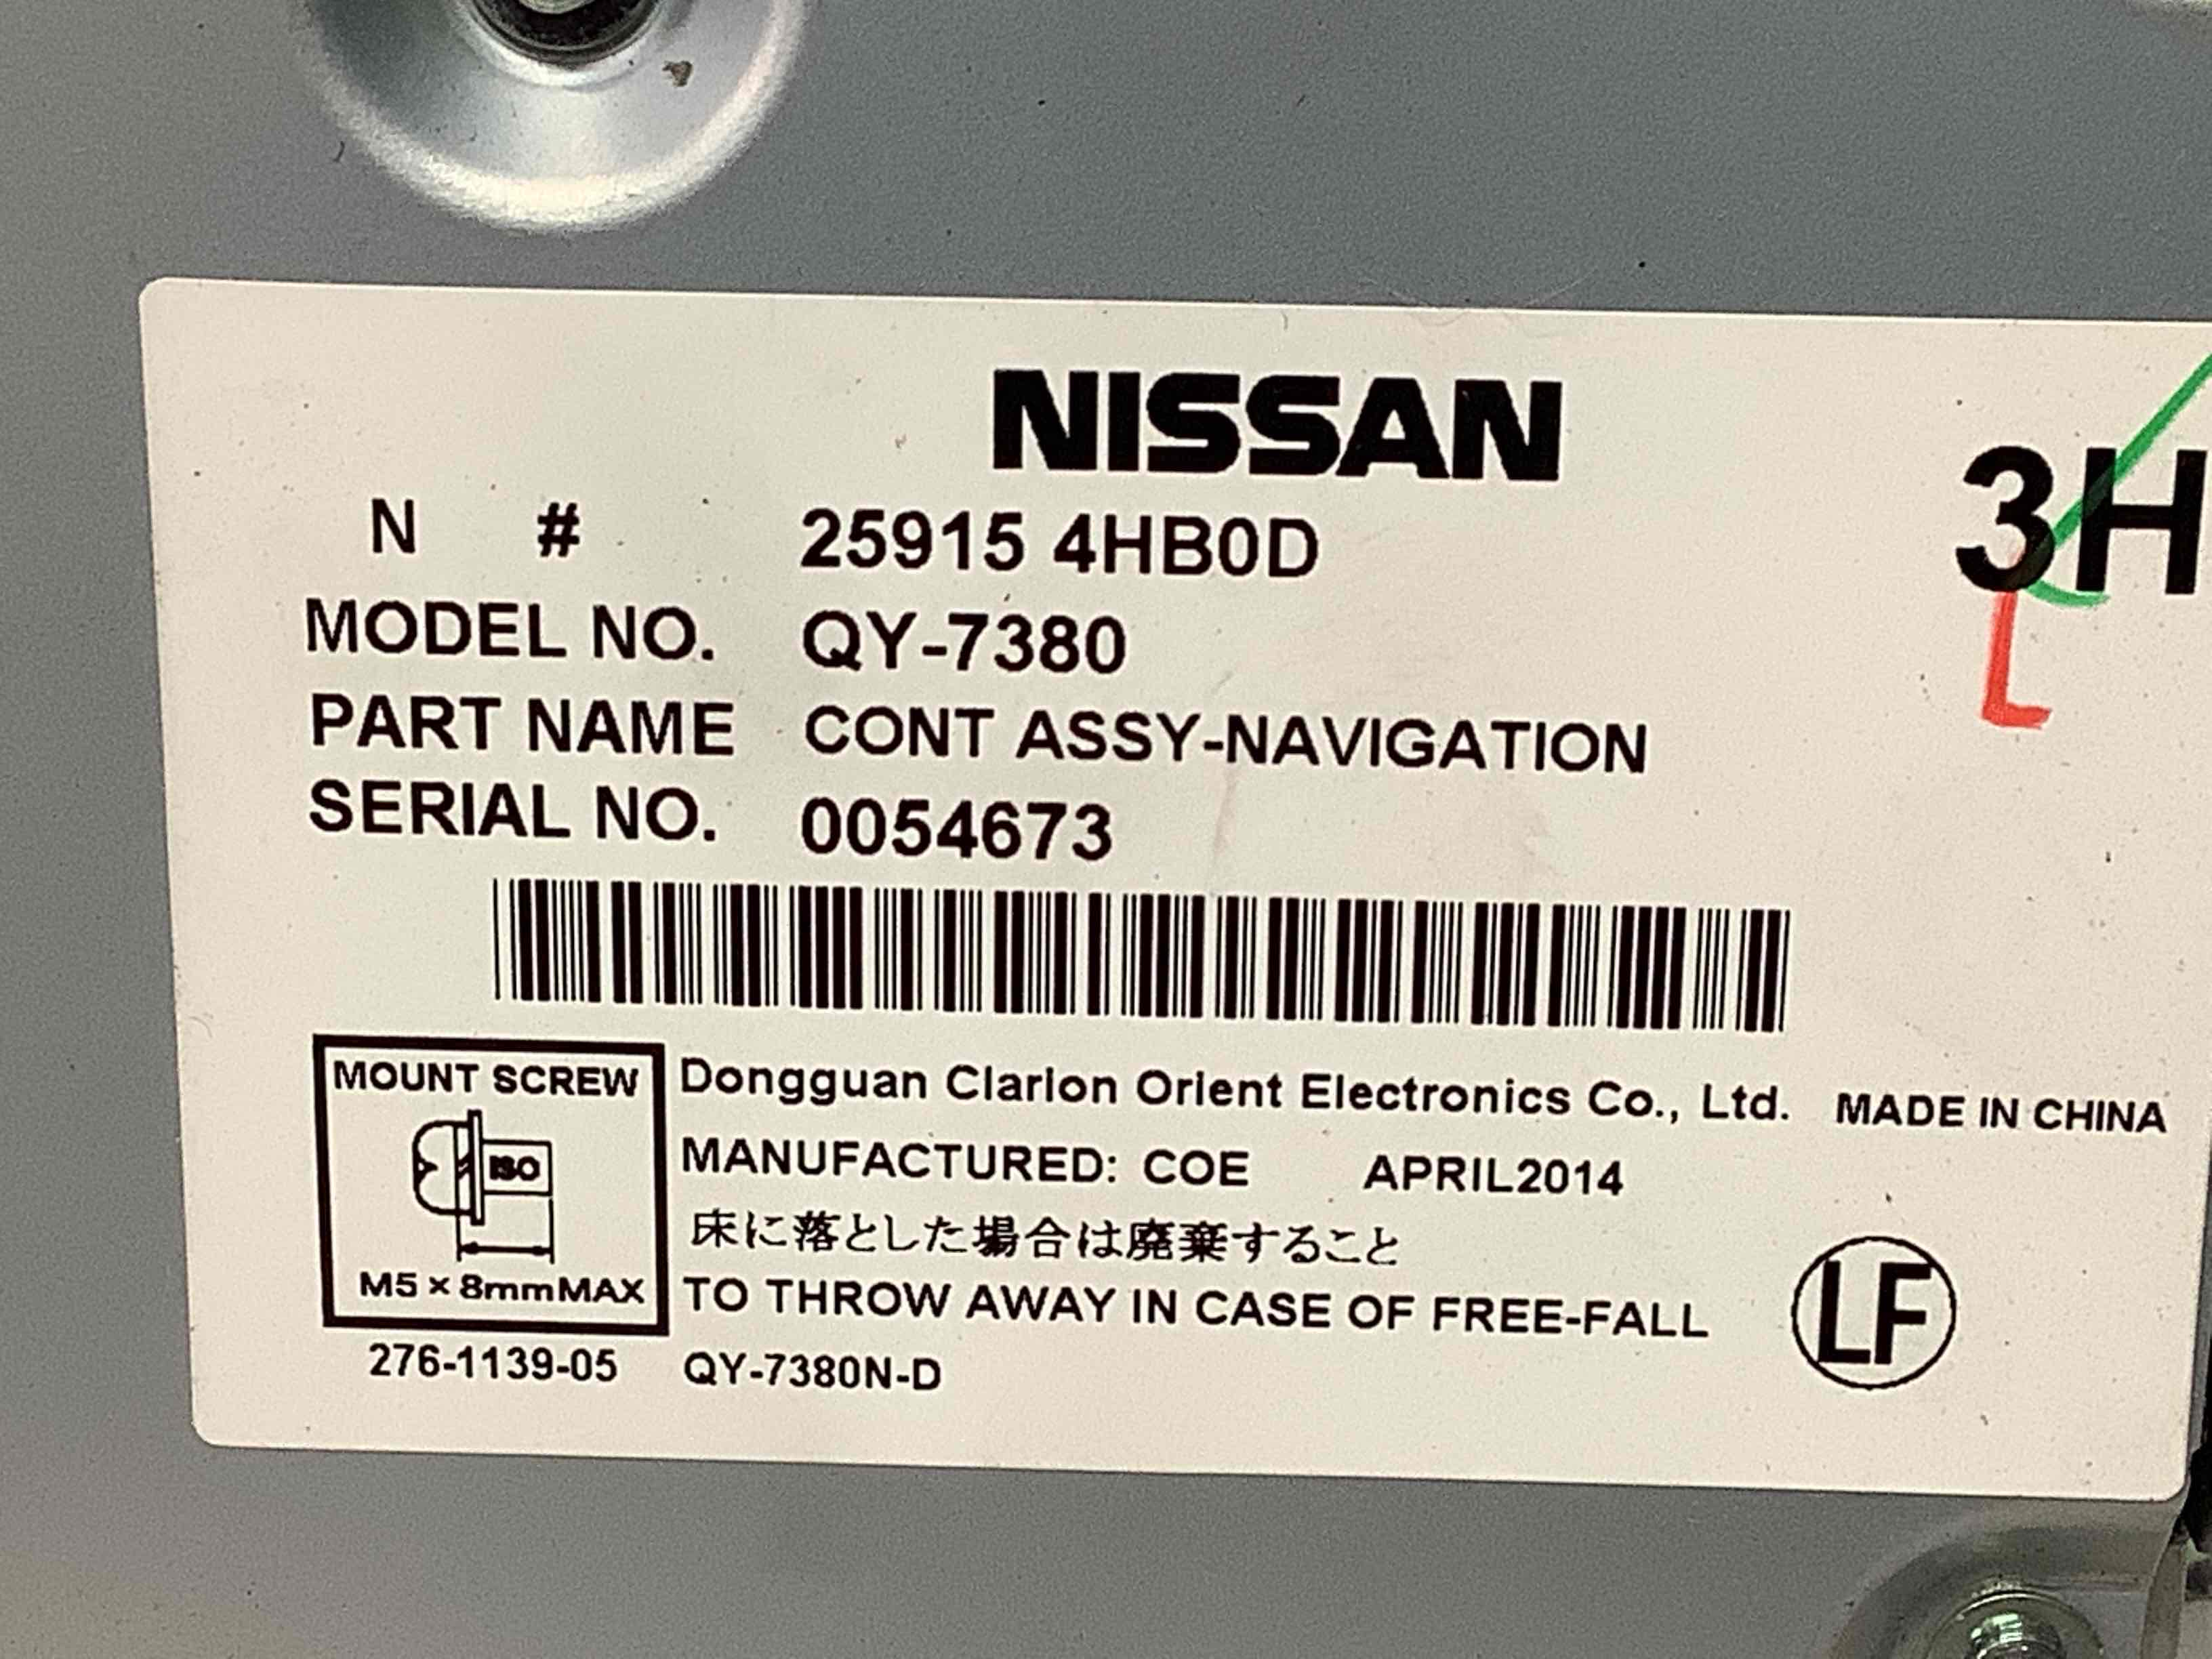 NISSAN
3H
N # 25915 4HB0D
L
MODEL NO. QY-7380
PART NAME CONT ASSY-NAVIGATION
SERIAL NO. 0054673
MOUNT SCREW
ISO
M5 × 8mmMAX
Dongguan Clarion Orient Electronics Co., Ltd. MADE IN CHINA
MANUFACTURED: COE APRIL2014
床に落とした場合は廃棄すること
TO THROW AWAY IN CASE OF FREE-FALL
LF
276-1139-05 QY-7380N-D